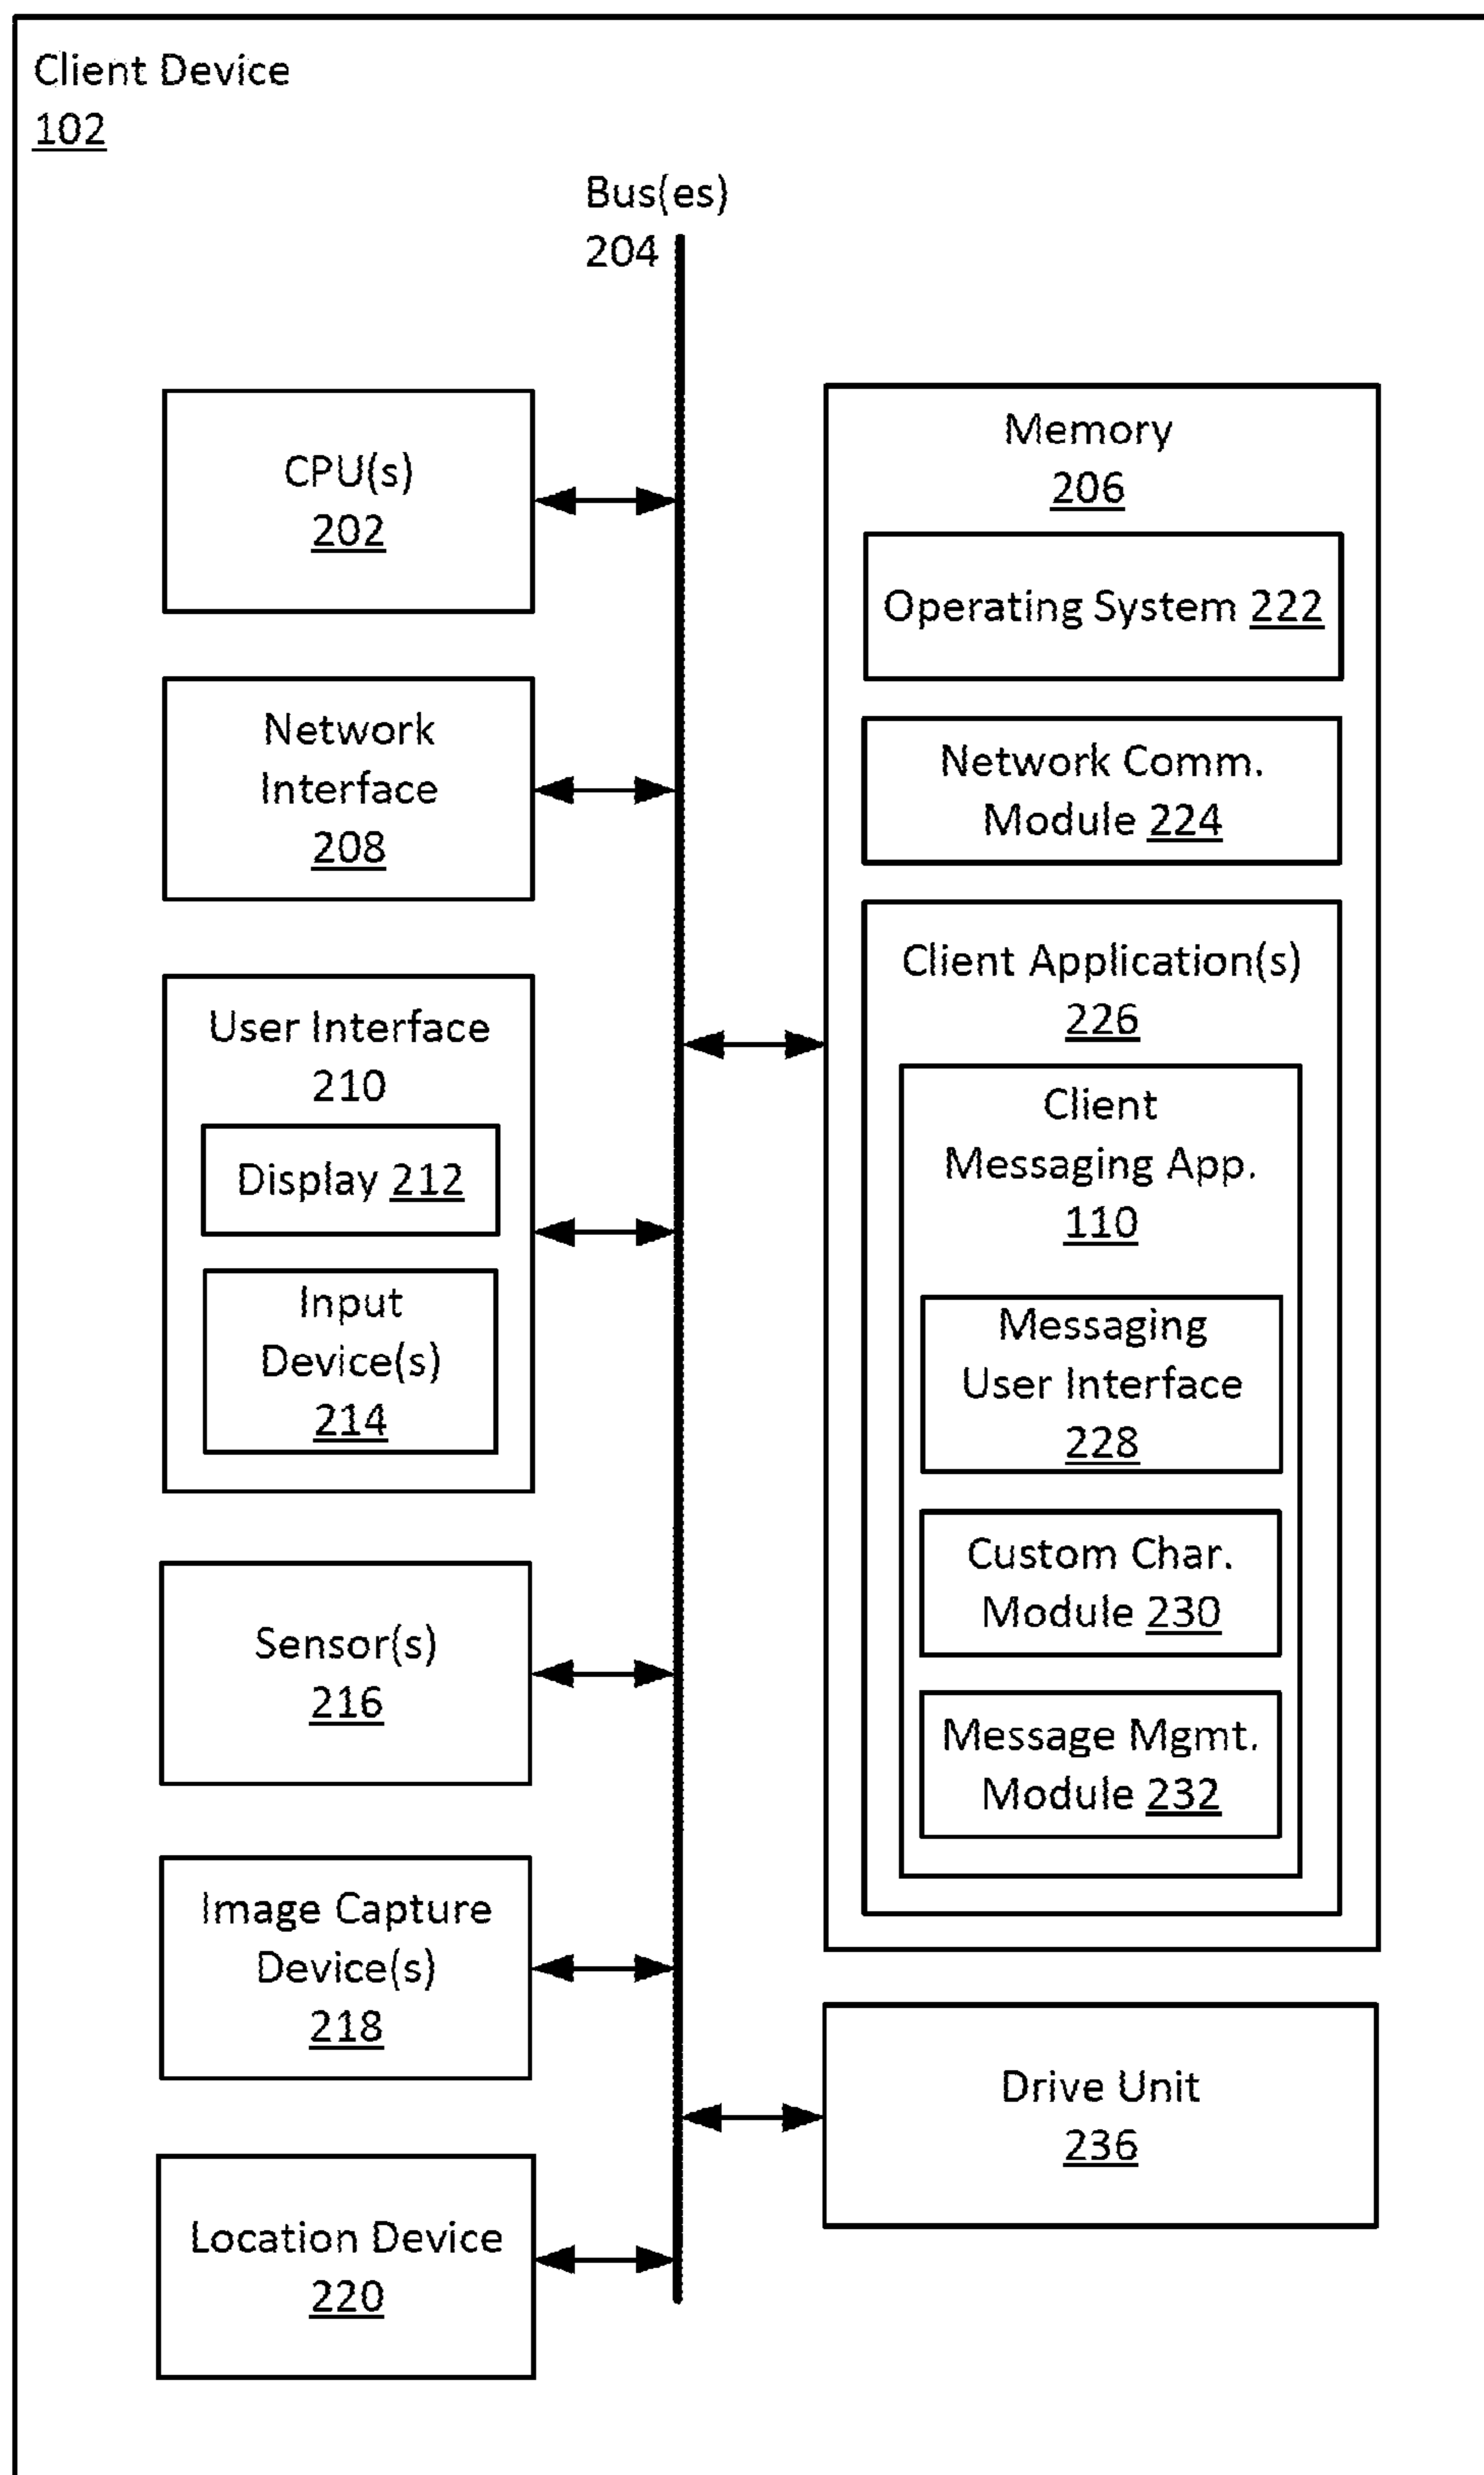 Client Device
102
Bus(es)
204
CPU(s)
202
Network
Interface
208
User Interface
210
Display 212
Input
Device(s)
214
Sensor(s)
216
Image Capture
Device(s)
218
Location Device
220
Memory
206
Operating System 222
Network Comm.
Module 224
Client Application(s)
226
Client
Messaging App.
110
Messaging
User Interface
228
Custom Char.
Module 230
Message Mgmt.
Module 232
Drive Unit
236